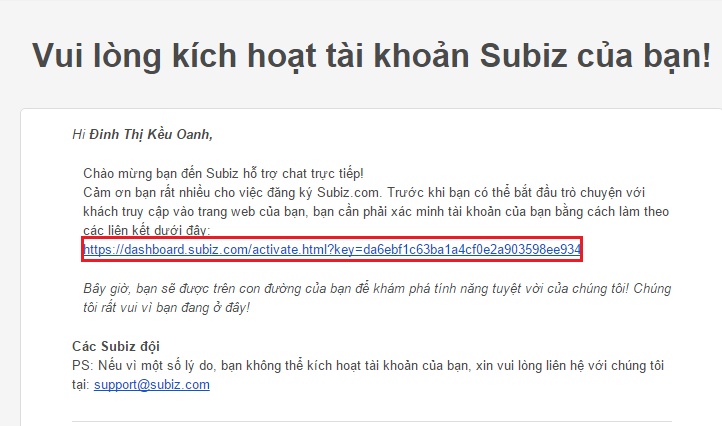 Vui lòng kích hoạt tài khoản Subiz của bạn!
Hi Đinh Thị Kều Oanh,
Chào mừng bạn đến Subiz hỗ trợ chat trực tiếp!
Cảm ơn bạn rất nhiều cho việc đăng ký Subiz.com. Trước khi bạn có thể bắt đầu trò chuyện với
khách truy cập vào trang web của bạn, bạn cần phải xác minh tài khoản của bạn bằng cách làm theo
các liên kết dưới đây:
https://dashboard.subiz.com/activate.html?key=da6ebf1c63ba1a4cf0e2a903598ee934
Bây giờ, bạn sẽ được trên con đường của bạn để khám phá tính năng tuyệt vời của chúng tôi! Chúng
tôi rất vui vì bạn đang ở đây!
Các Subiz đội
PS: Nếu vì một số lý do, bạn không thể kích hoạt tài khoản của bạn, xin vui lòng liên hệ với chúng tôi
tại: support@subiz.com